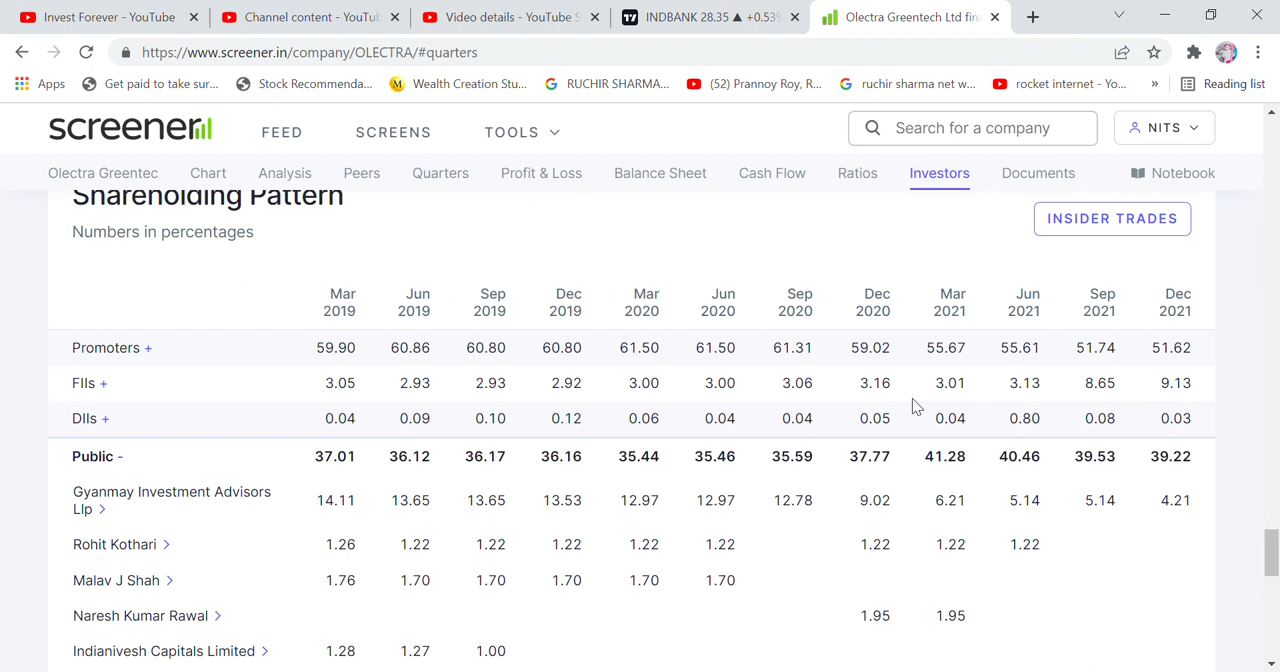 Invest Forever - YouTube
Channel content - YouTub
Video details - YouTube S
INDBANK 28.35 ▲ +0.53%
Olectra Greentech Ltd fin
https://www.screener.in/company/OLECTRA/#quarters
Apps
Get paid to take sur...
Stock Recommenda...
M Wealth Creation Stu...
RUCHIR SHARMA...
(52) Prannoy Roy, R...
ruchir sharma net w...
rocket internet - Yo...
»
Reading list
screener
FEED
SCREENS
TOOLS
Search for a company
NITS
Olectra Greentec
Chart
Analysis
Peers
Quarters
Profit & Loss
Balance Sheet
Cash Flow
Ratios
Investors
Documents
Notebook
Shareholding Pattern
Numbers in percentages
INSIDER TRADES
Mar 2019 Jun 2019 Sep 2019 Dec 2019 Mar 2020 Jun 2020 Sep 2020 Dec 2020 Mar 2021 Jun 2021 Sep 2021 Dec 2021
Promoters + 59.90 60.86 60.80 60.80 61.50 61.50 61.31 59.02 55.67 55.61 51.74 51.62
FIIs + 3.05 2.93 2.93 2.92 3.00 3.00 3.06 3.16 3.01 3.13 8.65 9.13
DIIs + 0.04 0.09 0.10 0.12 0.06 0.04 0.04 0.05 0.04 0.80 0.08 0.03
Public - 37.01 36.12 36.17 36.16 35.44 35.46 35.59 37.77 41.28 40.46 39.53 39.22
Gyanmay Investment Advisors
Llp > 14.11 13.65 13.65 13.53 12.97 12.97 12.78 9.02 6.21 5.14 5.14 4.21
Rohit Kothari > 1.26 1.22 1.22 1.22 1.22 1.22 1.22 1.22 1.22
Malav J Shah > 1.76 1.70 1.70 1.70 1.70 1.70
Naresh Kumar Rawal > 1.95 1.95
Indianivesh Capitals Limited > 1.28 1.27 1.00